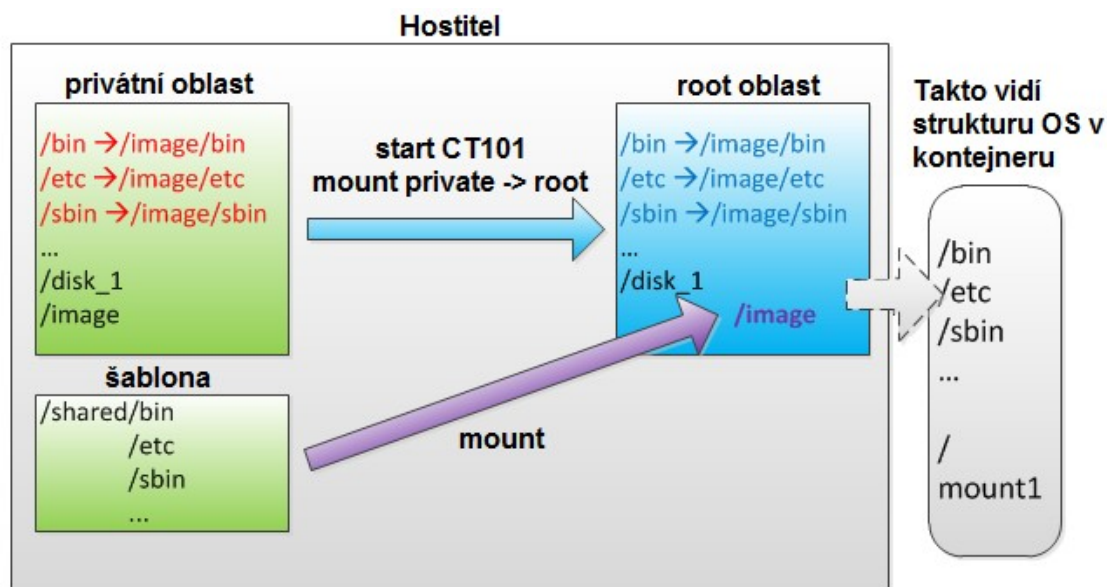 Hostitel
privátní oblast
/bin →/image/bin
/etc →/image/etc
/sbin →/image/sbin
...
/disk_1
/image
šablona
/shared/bin
/etc
/sbin
...
start CT101
mount private -> root
mount
root oblast
/bin →/image/bin
/etc →/image/etc
/sbin →/image/sbin
...
/disk_1
/image
Takto vidí
strukturu OS v
kontejneru
/bin
/etc
/sbin
...
/
mount1